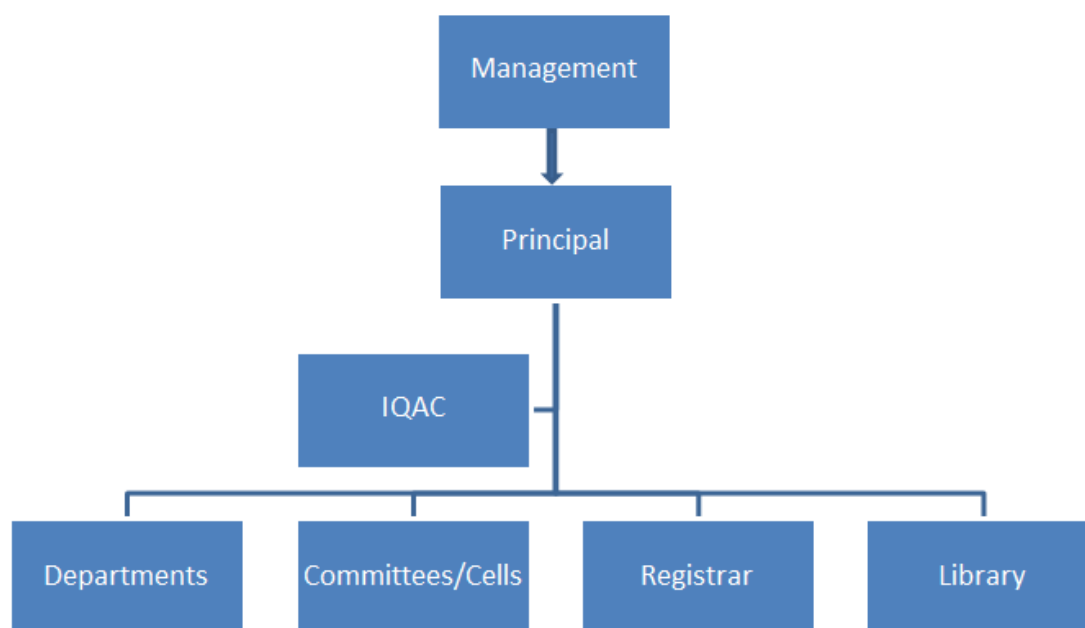 Management
Principal
IQAC
Departments
Committees/Cells
Registrar
Library